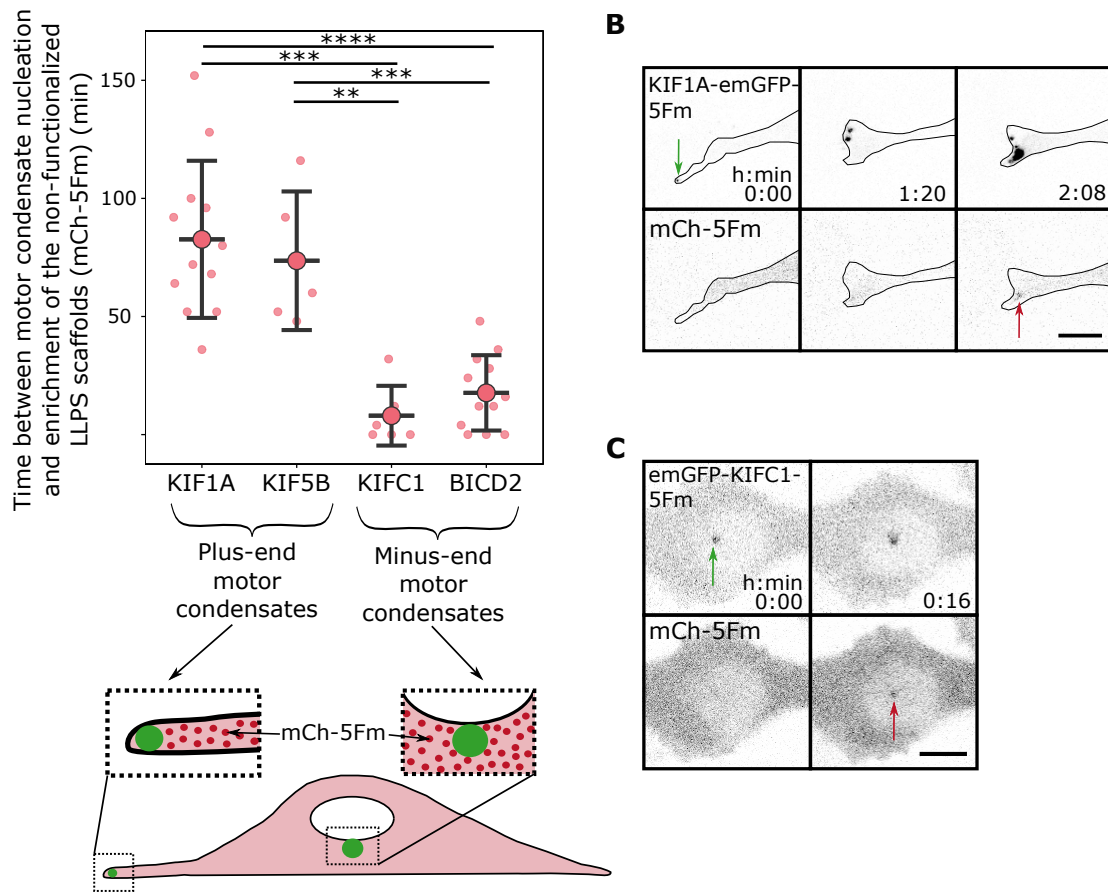 Time between motor condensate nucleation
and enrichment of the non-functionalized
LLPS scaffolds (mCh-5Fm) (min)
150
100
50
****
***
***
**
KIF1A KIF5B KIFC1 BICD2
Plus-end
motor
condensates
Minus-end
motor
condensates
mCh-5Fm
B
KIF1A-emGFP-
5Fm
h:min
0:00
1:20
2:08
mCh-5Fm
C
emGFP-KIFC1-
5Fm
h:min
0:00
0:16
mCh-5Fm